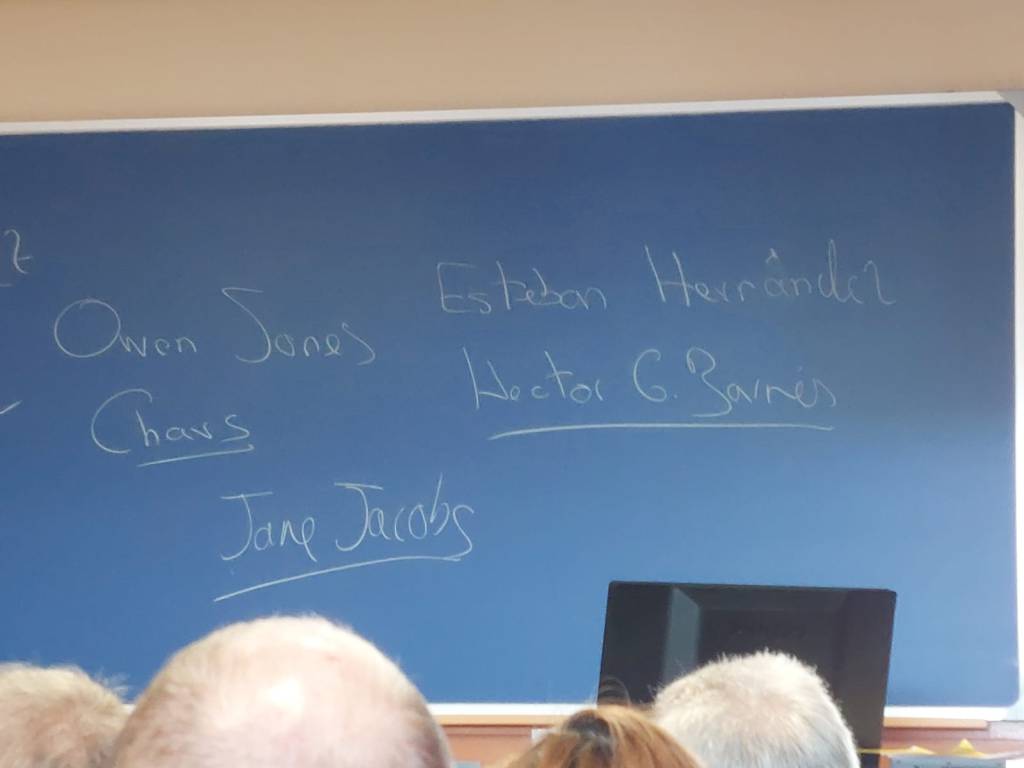 Owen Jones
Chavs
Jane Jacobs
Esteban Hernández
Hector G. Barnés